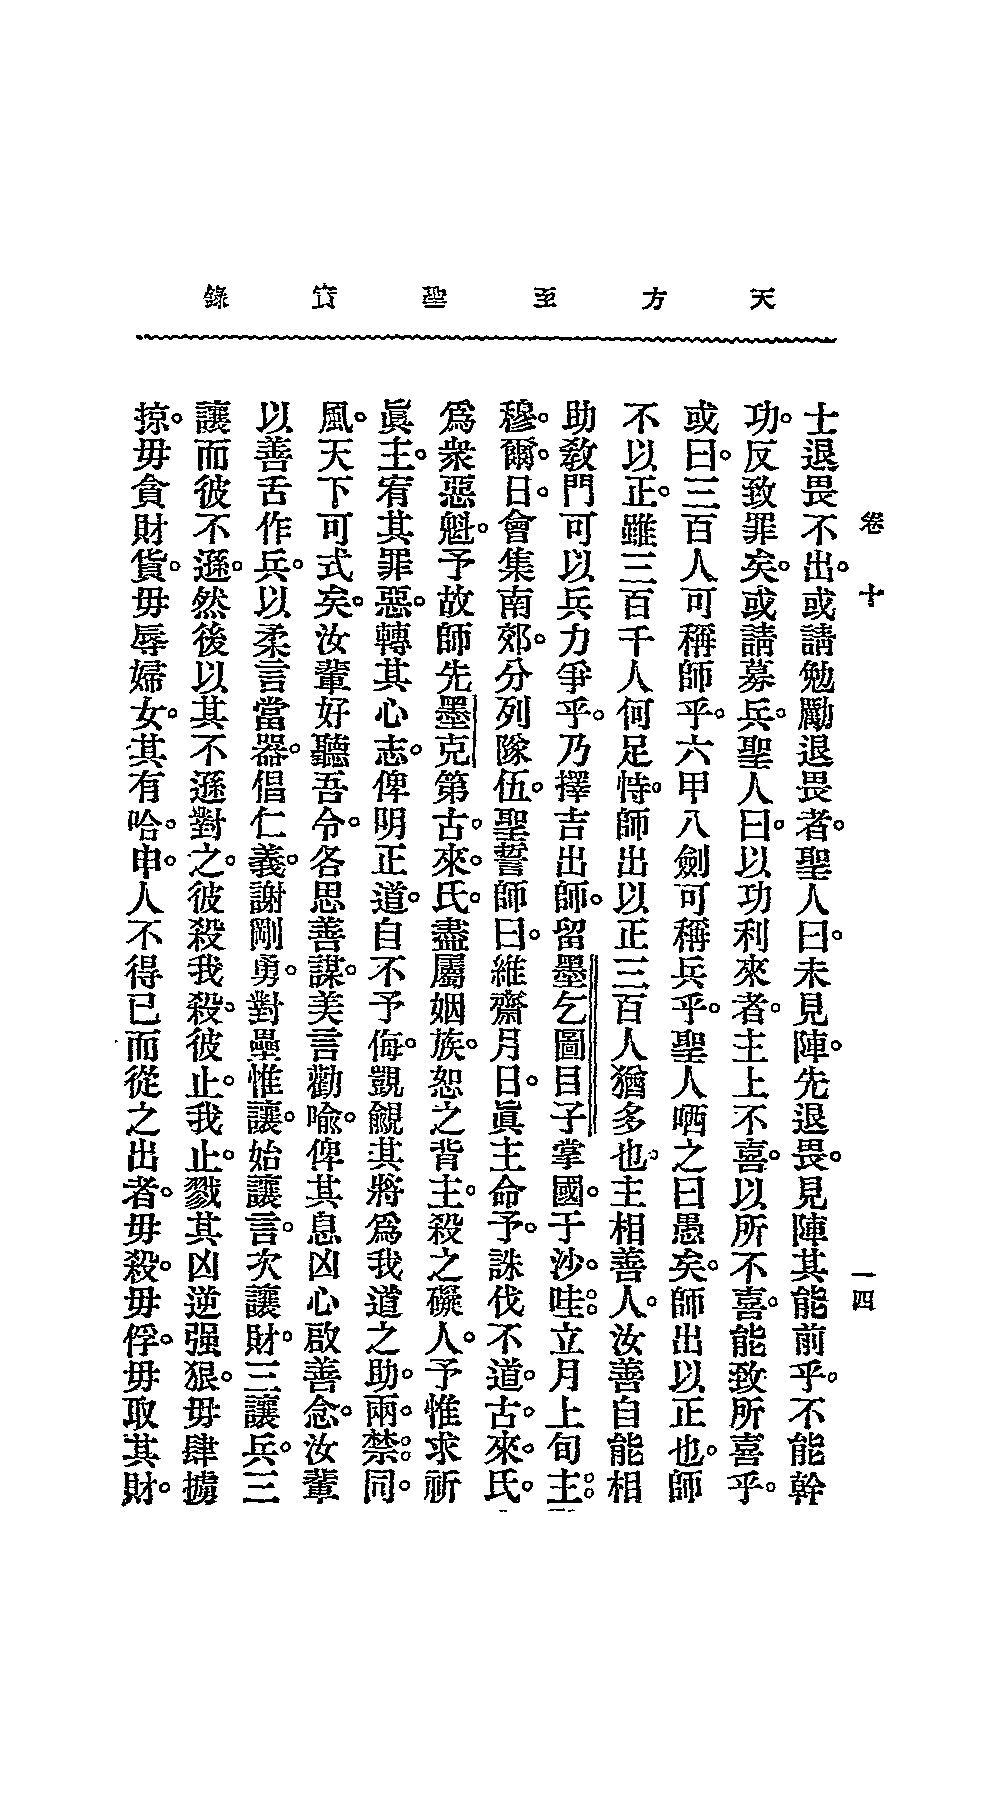 天方至聖實錄
卷十
一四
士退畏不出。或請勉勵退畏者。聖人曰。未見陣。先退畏。見陣其能前乎。不能幹
功。反致罪矣。或請募兵。聖人曰。以功利來者。主上不喜。以所不喜。能致所喜乎。
或曰。三百人可稱師乎。六甲八劍可稱兵乎。聖人哂之曰愚矣。師出以正也。師
不以正。雖三百千人何足恃。師出以正三百人猶多也。主相善人。汝善自能相
助教門可以兵力爭乎。乃擇吉出師。留墨乞圖目子掌國。于沙。哇。立月上旬主。
穆。爾。日。會集南郊。分列隊伍。聖誓師曰。維齋月日。眞主命予。誅伐不道。古。來。氏。
爲衆惡魁。予故師先墨克第古。來。氏。盡屬姻族。恕之背主。殺之礙人。予惟求祈
眞主。宥其罪惡。轉其心志。俾明正道。自不予侮。覬覦其將爲我道之助。兩。禁。同。
風。天下可式矣。汝輩好聽吾令。各思善謀。美言勸喻。俾其息凶心啟善念。汝輩
以善舌作兵。以柔言當器。倡仁義。謝剛勇。對壘惟讓。始讓言。次讓財。三讓兵。三
讓而彼不遜。然後以其不遜對之。彼殺我殺。彼止。我止。戮其凶逆强狠。毋肆擄
掠。毋貪財貨。毋辱婦女。其有哈。申。人不得已而從之出者。毋殺。毋俘。毋取其財。